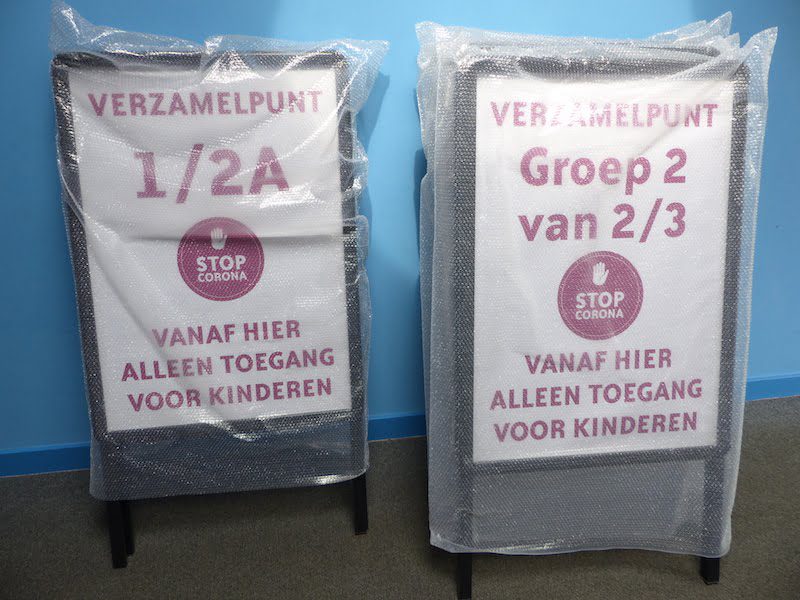 VERZAMELPUNT
1/2A
STOP
CORONA
VANAF HIER
ALLEEN TOEGANG
VOOR KINDEREN
VERZAMELPUNT
Groep 2
van 2/3
STOP
CORONA
VANAF HIER
ALLEEN TOEGANG
VOOR KINDEREN